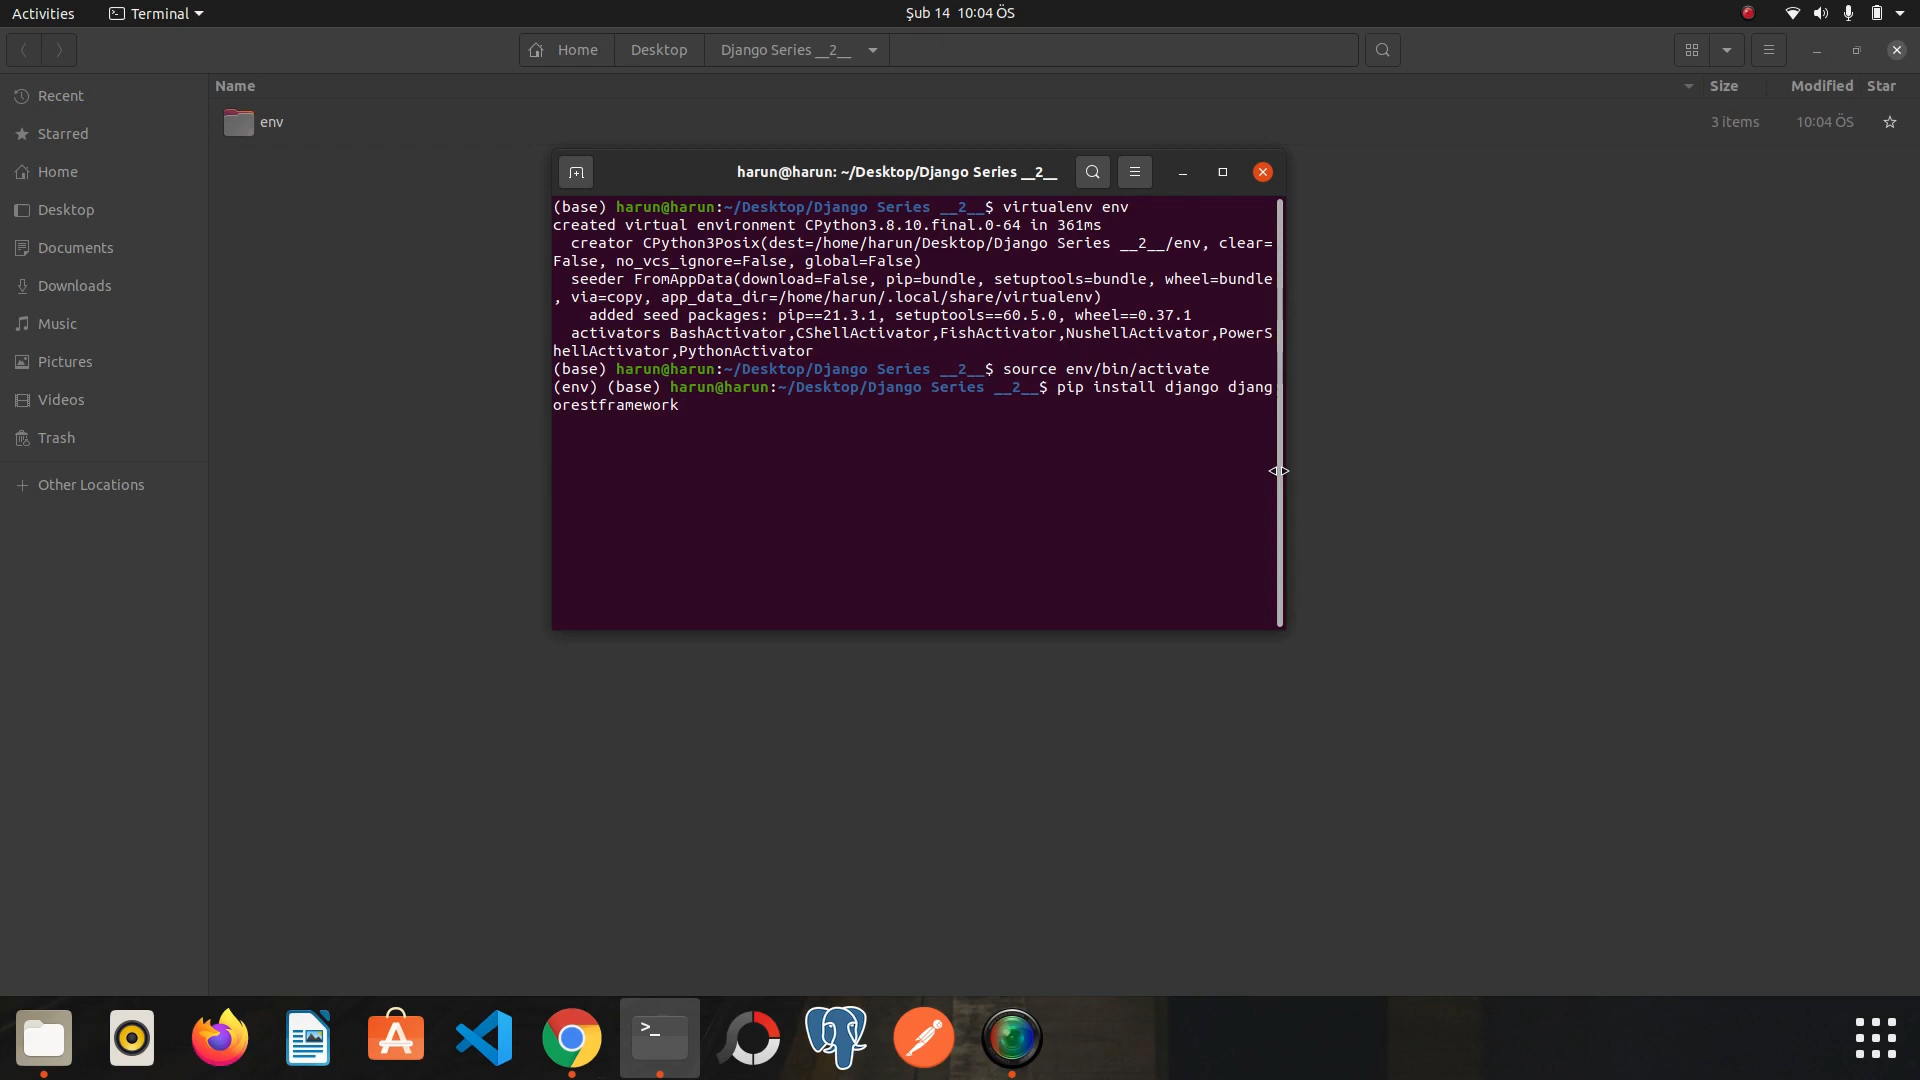 Activities
Terminal
Şub 14 10:04 ÖS
Home
Desktop
Django Series __2__
Name
Size
Modified
Star
Recent
Starred
Home
Desktop
Documents
Downloads
Music
Pictures
Videos
Trash
Other Locations
env
3 items
10:04 ÖS
harun@harun: ~/Desktop/Django Series __2__
(base) harun@harun:~/Desktop/Django Series __2__$ virtualenv env
created virtual environment CPython3.8.10.final.0-64 in 361ms
  creator CPython3Posix(dest=/home/harun/Desktop/Django Series __2__/env, clear=
False, no_vcs_ignore=False, global=False)
  seeder FromAppData(download=False, pip=bundle, setuptools=bundle, wheel=bundle
, via=copy, app_data_dir=/home/harun/.local/share/virtualenv)
    added seed packages: pip==21.3.1, setuptools==60.5.0, wheel==0.37.1
  activators BashActivator,CShellActivator,FishActivator,NushellActivator,PowerS
hellActivator,PythonActivator
(base) harun@harun:~/Desktop/Django Series __2__$ source env/bin/activate
(env) (base) harun@harun:~/Desktop/Django Series __2__$ pip install django djang
orestframework